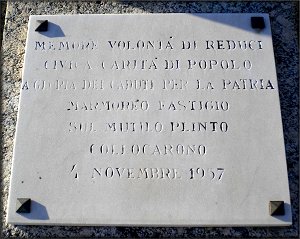 MEMORE VOLONTÀ DI REDUCI
CIVICA CARITÀ DI POPOLO
A GLORIA DEI CADUTI PER LA PATRIA
MARMOREO FASTIGIO
SUL MUTILO PLINTO
COLLOCARONO
4 NOVEMBRE 1957